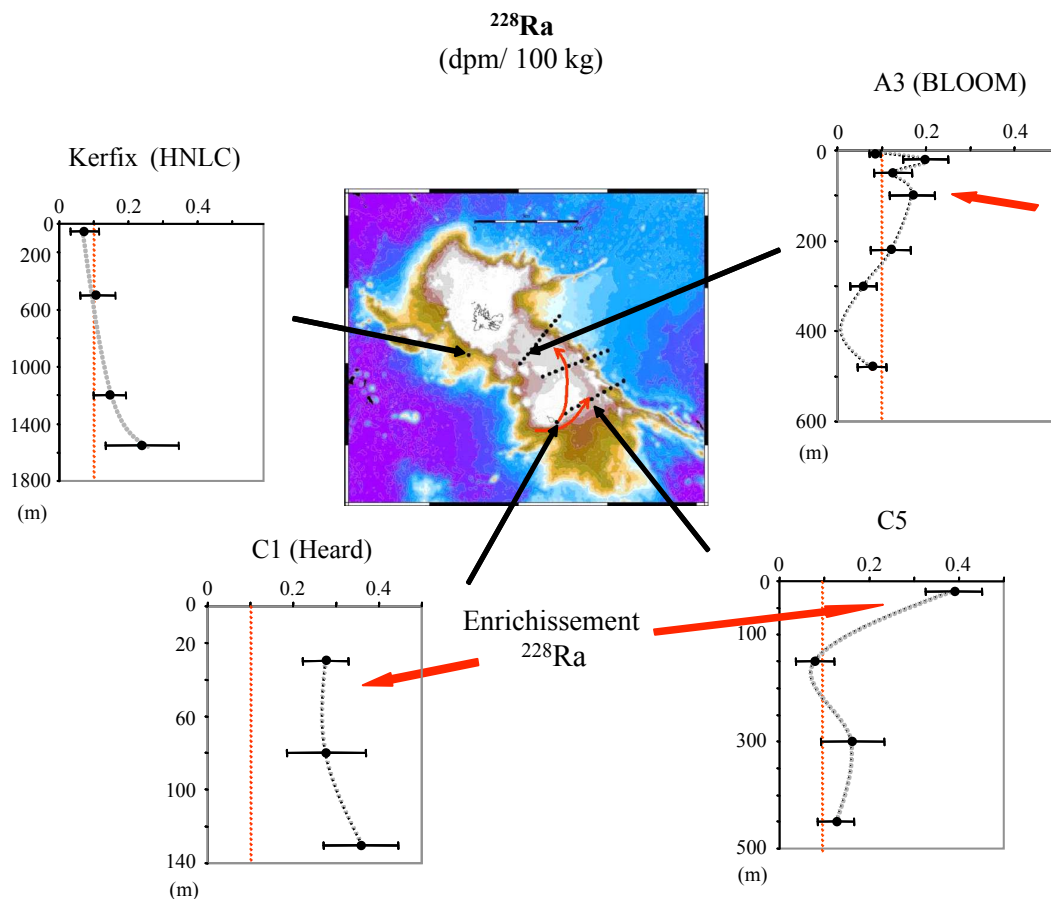 ²²⁸Ra
(dpm/ 100 kg)
A3 (BLOOM)
0 0.2 0.4
0
200
400
600
(m)
Kerfix (HNLC)
0 0.2 0.4
0
200
600
1000
1400
1800
(m)
C1 (Heard)
0 0.2 0.4
0
20
60
100
140
(m)
Enrichissement
²²⁸Ra
C5
0 0.2 0.4
0
100
300
500
(m)